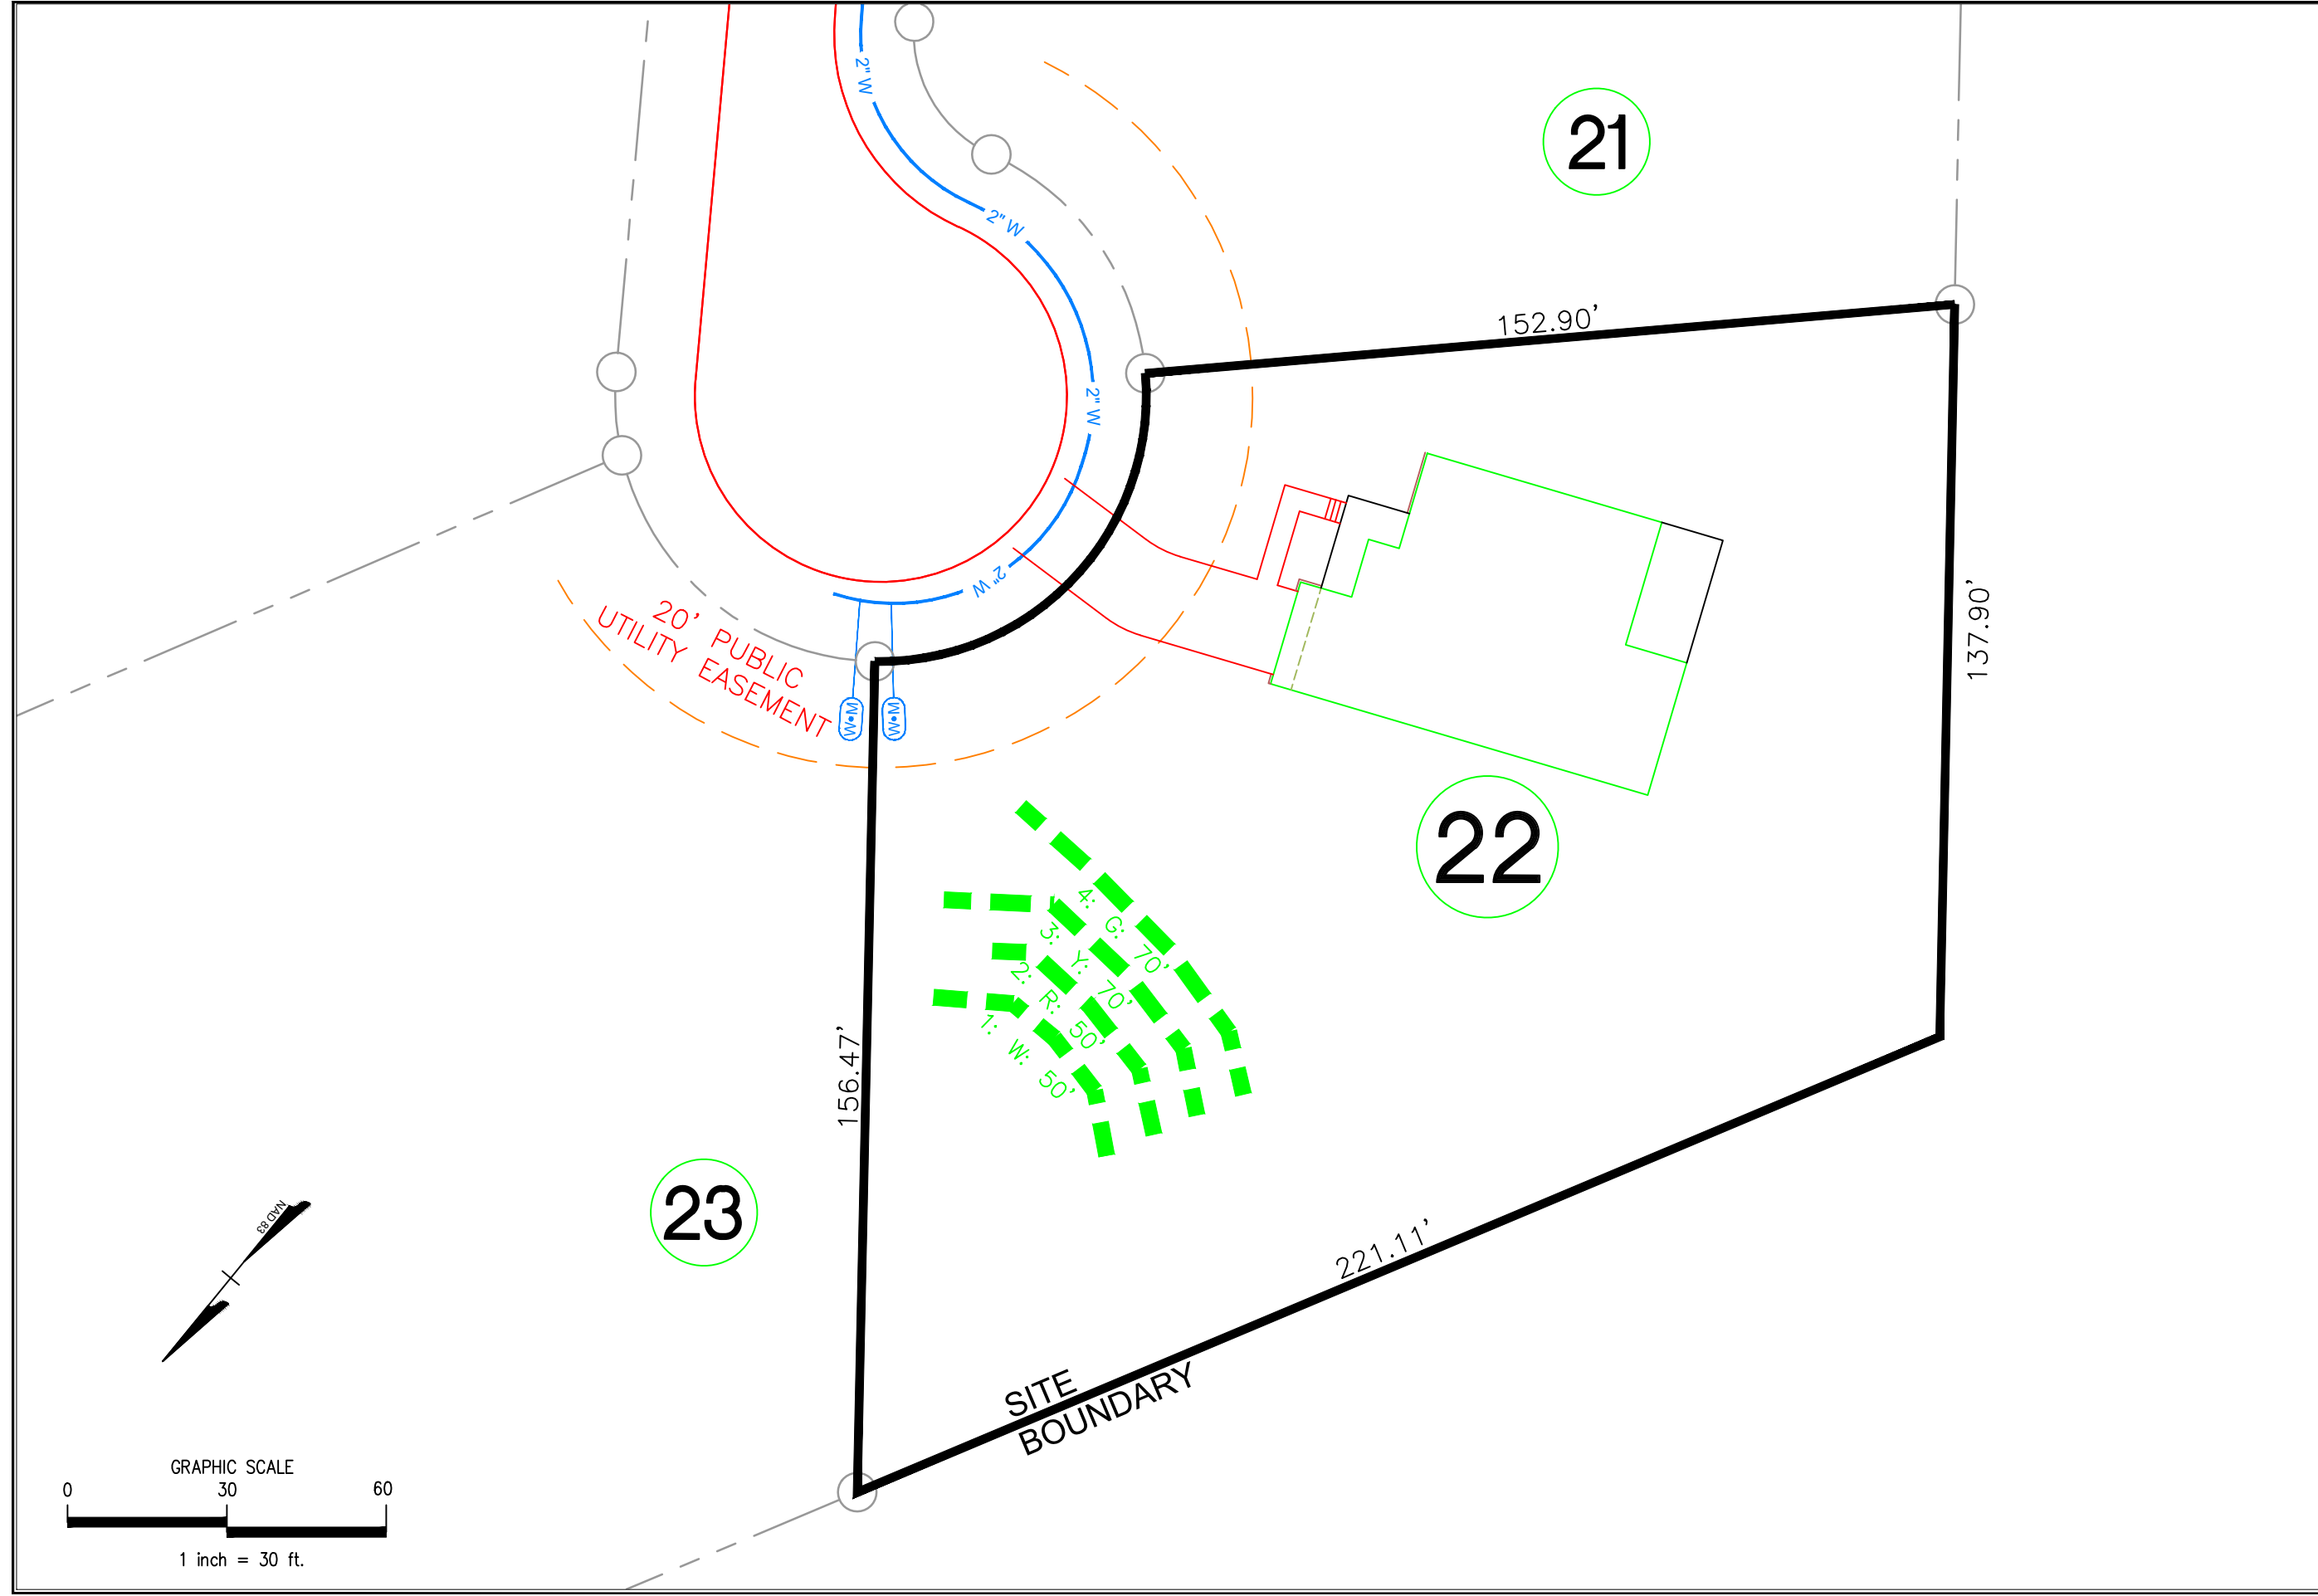 2" W
2" W
2" W
2" W
21
152.90'
137.90'
20' PUBLIC
UTILITY EASEMENT
W•M
W•M
22
4: G: 70'
3: Y: 70'
2: R: 50'
1: W: 50'
156.47'
23
221.11'
SITE
BOUNDARY
NAD 83
GRAPHIC SCALE
0 30 60
1 inch = 30 ft.